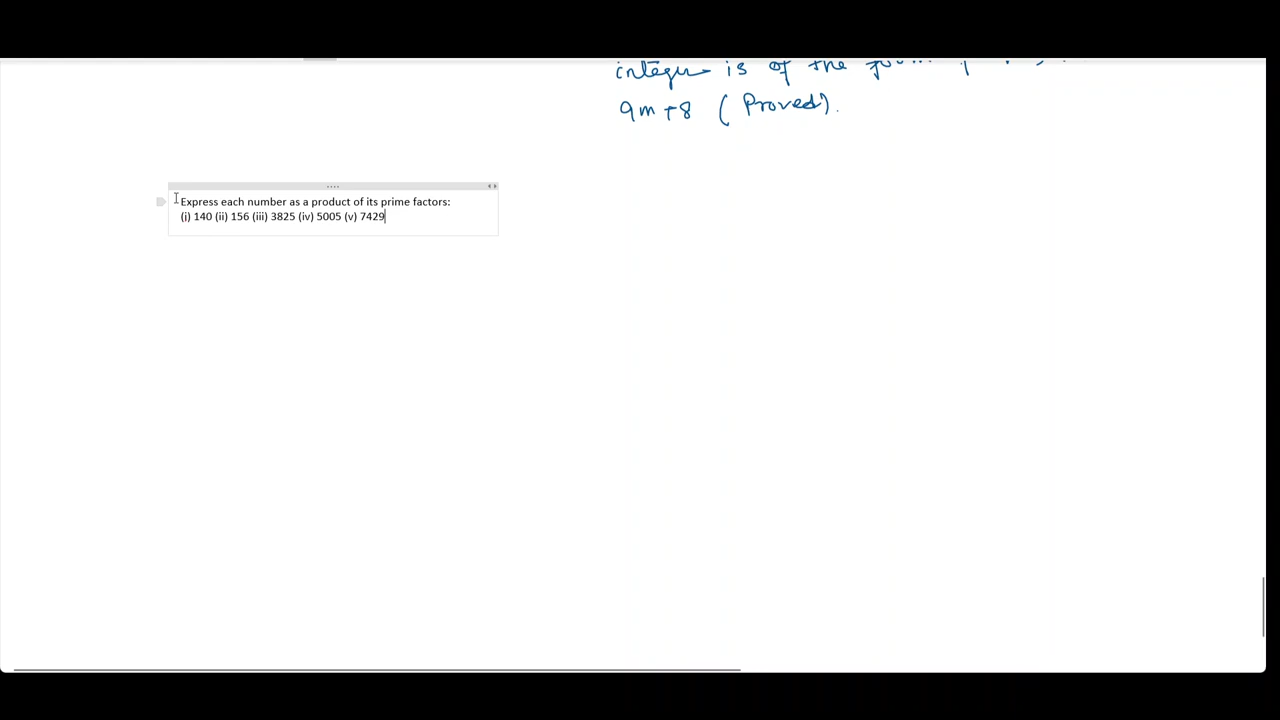 integer is of the form
9m+8 (Proved).
Express each number as a product of its prime factors:
(i) 140 (ii) 156 (iii) 3825 (iv) 5005 (v) 7429